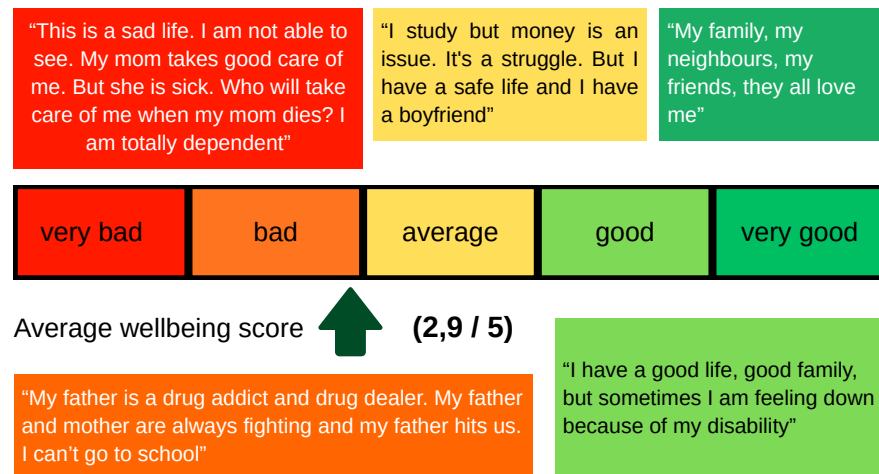 “This is a sad life. I am not able to
see. My mom takes good care of
me. But she is sick. Who will take
care of me when my mom dies? I
am totally dependent”
“I study but money is an
issue. It's a struggle. But I
have a safe life and I have
a boyfriend”
“My family, my
neighbours, my
friends, they all love
me”
very bad
bad
average
good
very good
Average wellbeing score
(2,9 / 5)
“My father is a drug addict and drug dealer. My father
and mother are always fighting and my father hits us.
I can’t go to school”
“I have a good life, good family,
but sometimes I am feeling down
because of my disability”